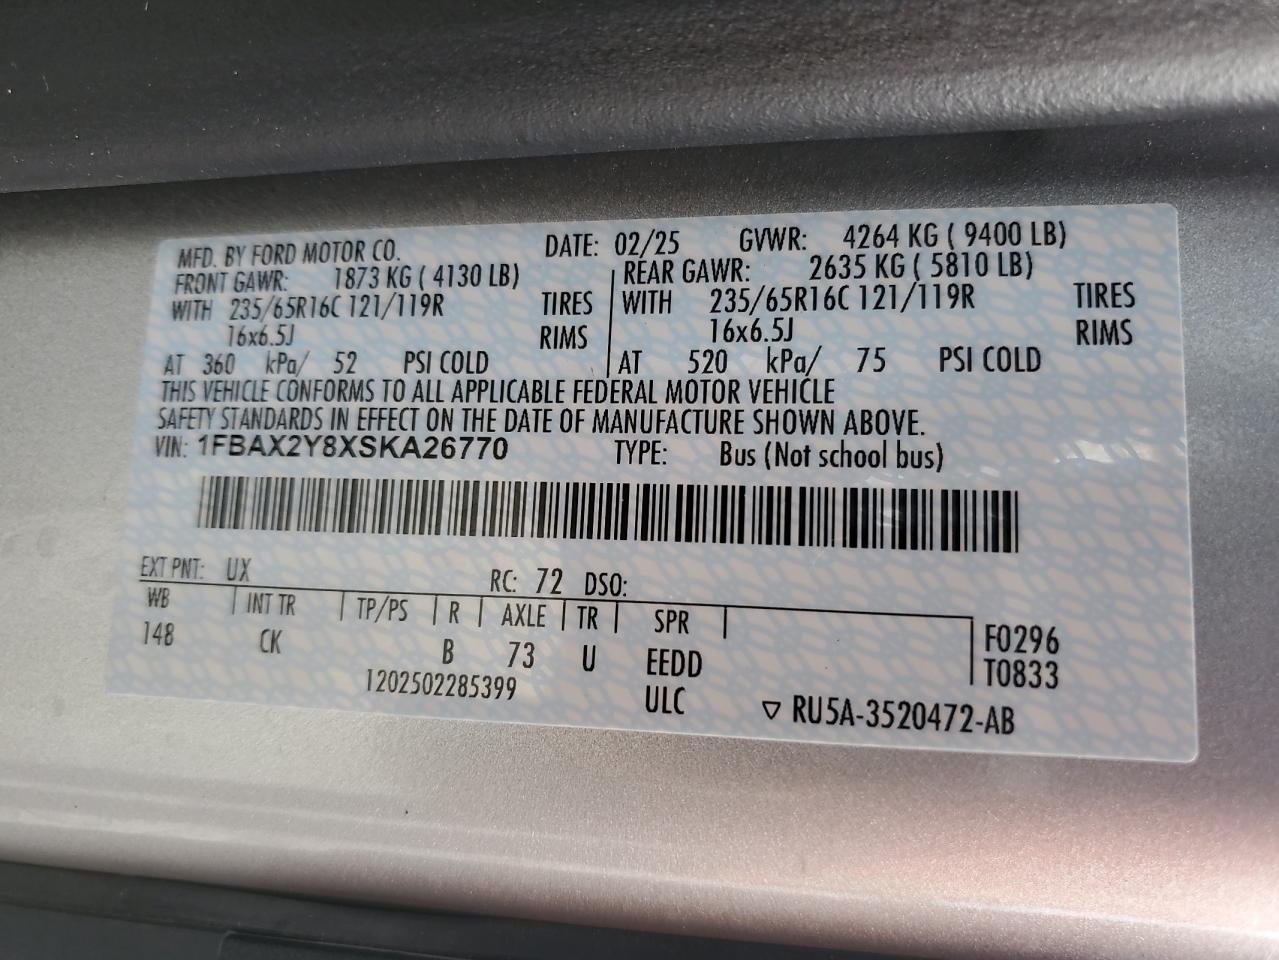 MFD. BY FORD MOTOR CO. DATE: 02/25 GVWR: 4264 KG ( 9400 LB)
FRONT GAWR: 1873 KG ( 4130 LB) REAR GAWR: 2635 KG ( 5810 LB)
WITH 235/65R16C 121/119R TIRES WITH 235/65R16C 121/119R TIRES
16x6.5J RIMS 16x6.5J RIMS
AT 360 kPa/ 52 PSI COLD AT 520 kPa/ 75 PSI COLD
THIS VEHICLE CONFORMS TO ALL APPLICABLE FEDERAL MOTOR VEHICLE
SAFETY STANDARDS IN EFFECT ON THE DATE OF MANUFACTURE SHOWN ABOVE.
VIN: 1FBAX2Y8XSKA26770 TYPE: Bus (Not school bus)
EXT PNT: UX RC: 72 DSO:
WB INT TR TP/PS R AXLE TR SPR F0296
148 CK B 73 U EEDD T0833
1202502285399 ULC ▽ RU5A-3520472-AB